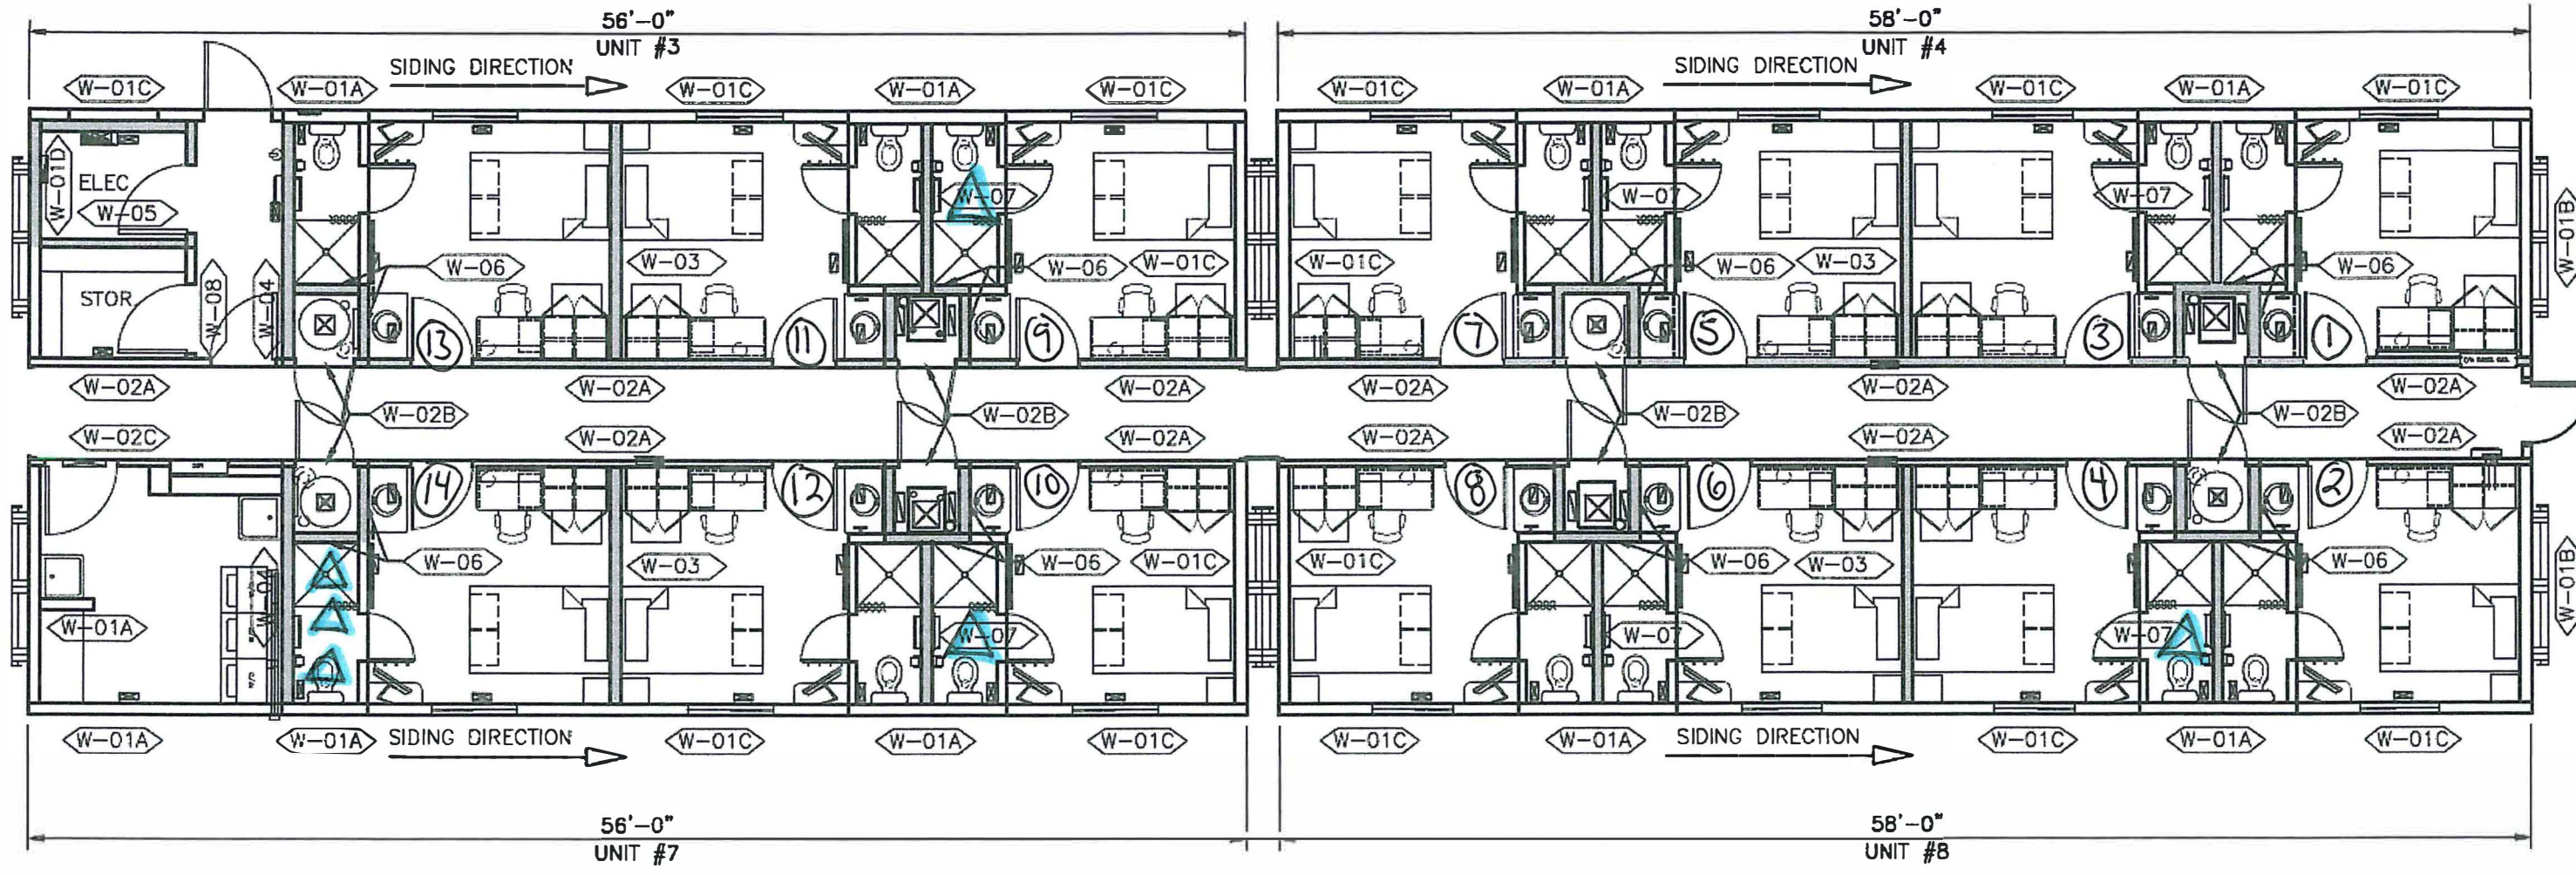 56'-0"
UNIT #3
58'-0"
UNIT #4
SIDING DIRECTION
SIDING DIRECTION
W-01C
W-01A
W-01C
W-01A
W-01C
W-01C
W-01A
W-01C
W-01A
W-01C
W-01D
ELEC
W-05
W-07
W-07
W-07
W-01B
W-06
W-03
W-06
W-01C
W-01C
W-06
W-03
W-06
STOR
W-08
W-04
13
11
9
7
5
3
1
W-02A
W-02A
W-02A
W-02A
W-02A
W-02A
W-02B
W-02B
W-02B
W-02B
W-02C
W-02A
W-02A
W-02A
W-02A
W-02A
14
12
10
8
6
4
2
W-06
W-03
W-06
W-01C
W-01C
W-06
W-03
W-06
W-04
W-01A
W-07
W-07
W-07
W-01B
W-01A
W-01A
SIDING DIRECTION
W-01C
W-01A
W-01C
W-01C
W-01A
SIDING DIRECTION
W-01C
W-01A
W-01C
56'-0"
UNIT #7
58'-0"
UNIT #8